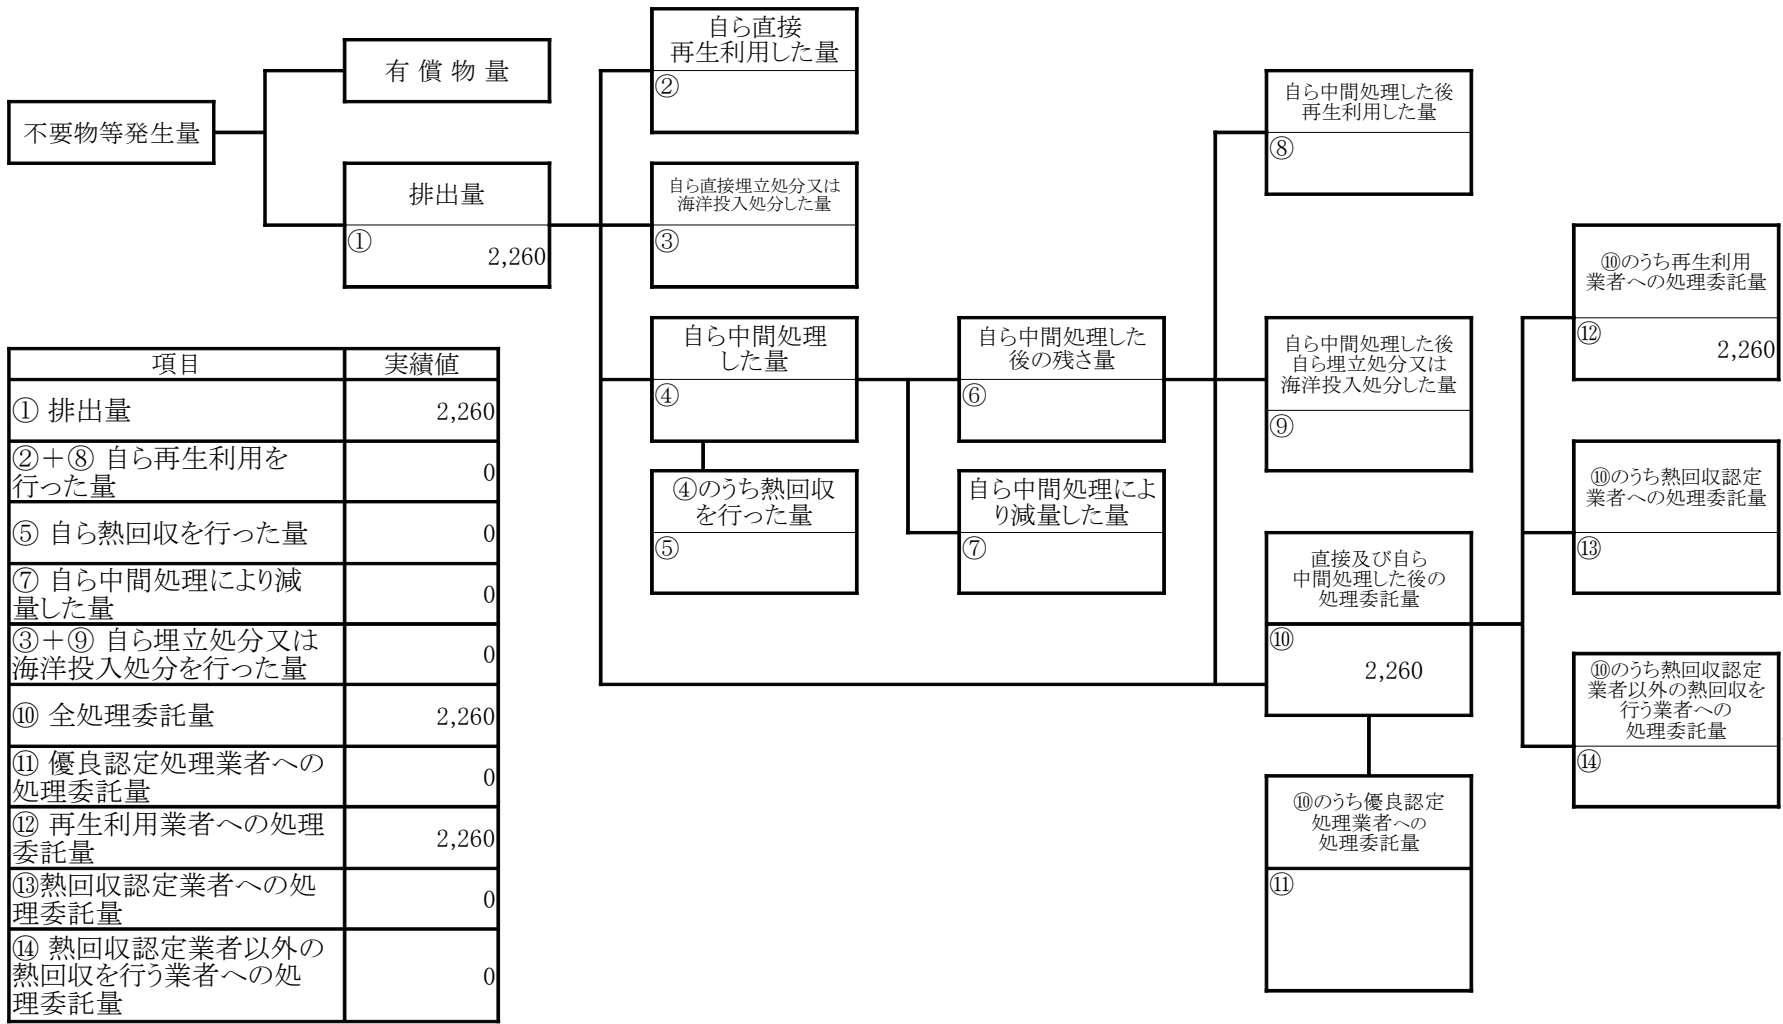 不要物等発生量
有 償 物 量
排出量
①
2,260
自ら直接
再生利用した量
②
自ら直接埋立処分又は
海洋投入処分した量
③
自ら中間処理
した量
④
④のうち熱回収
を行った量
⑤
自ら中間処理した
後の残さ量
⑥
自ら中間処理によ
り減量した量
⑦
自ら中間処理した後
再生利用した量
⑧
自ら中間処理した後
自ら埋立処分又は
海洋投入処分した量
⑨
直接及び自ら
中間処理した後の
処理委託量
⑩
2,260
⑩のうち優良認定
処理業者への
処理委託量
⑪
⑩のうち再生利用
業者への処理委託量
⑫
2,260
⑩のうち熱回収認定
業者への処理委託量
⑬
⑩のうち熱回収認定
業者以外の熱回収を
行う業者への
処理委託量
⑭
項目 実績値
① 排出量 2,260
②＋⑧ 自ら再生利用を
行った量 0
⑤ 自ら熱回収を行った量 0
⑦ 自ら中間処理により減
量した量 0
③＋⑨ 自ら埋立処分又は
海洋投入処分を行った量 0
⑩ 全処理委託量 2,260
⑪ 優良認定処理業者への
処理委託量 0
⑫ 再生利用業者への処理
委託量 2,260
⑬熱回収認定業者への処
理委託量 0
⑭ 熱回収認定業者以外の
熱回収を行う業者への処
理委託量 0